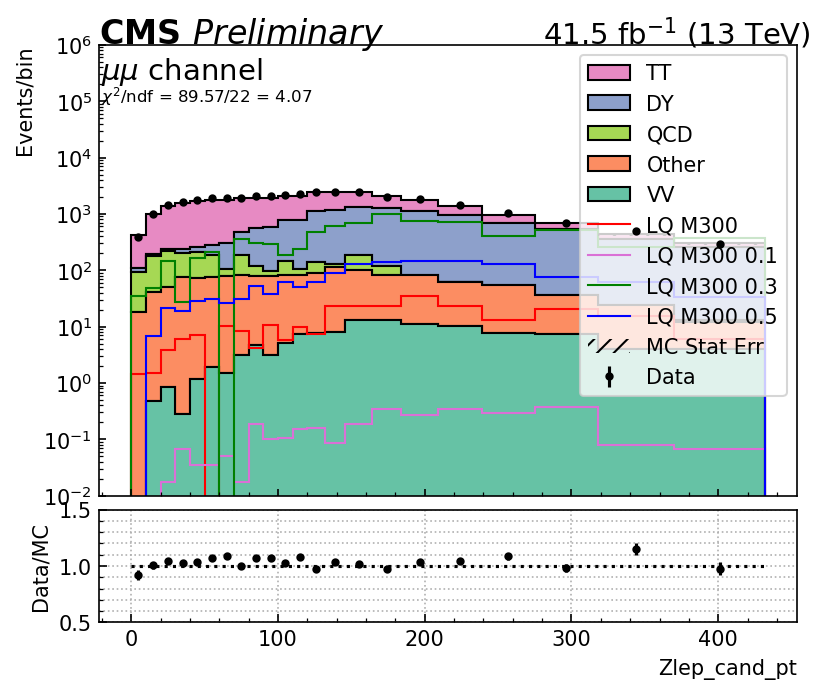 CMS Preliminary 41.5 fb⁻¹ (13 TeV)
μμ channel
χ²/ndf = 89.57/22 = 4.07
Events/bin
10⁶
10⁵
10⁴
10³
10²
10¹
10⁰
10⁻¹
10⁻²
TT
DY
QCD
Other
VV
LQ M300
LQ M300 0.1
LQ M300 0.3
LQ M300 0.5
MC Stat Err
Data
Data/MC
1.5
1.0
0.5
0 100 200 300 400
Zlep_cand_pt